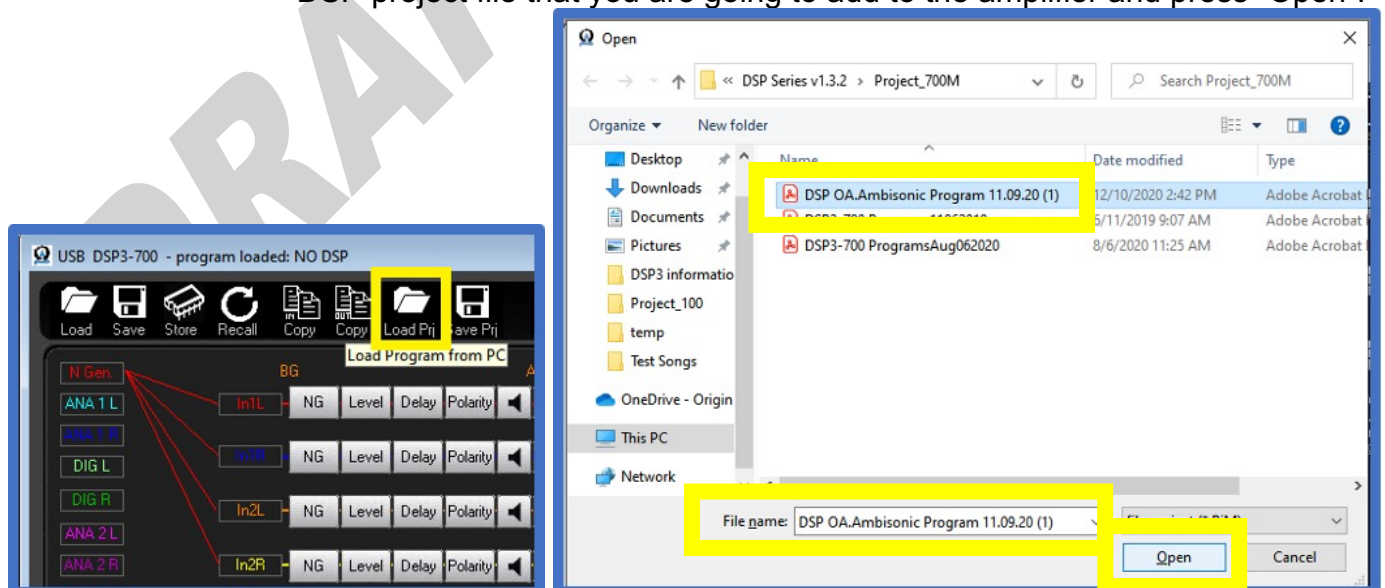 DSP project file that you are going to add to the amplifier and press "Open".
DRAF
USB DSP3-700 - program loaded: NO DSP
Load Save Store Recall Copy Copy Load Prj Save Prj
Load Program from PC
N Gen. BG
ANA 1 L In1L NG Level Delay Polarity
ANA 1 R
DIG L In1R NG Level Delay Polarity
DIG R
In2L NG Level Delay Polarity
ANA 2 L
ANA 2 R In2R NG Level Delay Polarity
Open
« DSP Series v1.3.2 › Project_700M Search Project_700M
Organize New folder
Name Date modified Type
Desktop
DSP OA.Ambisonic Program 11.09.20 (1) 12/10/2020 2:42 PM Adobe Acrobat
Downloads
Documents
6/11/2019 9:07 AM Adobe Acrobat
Pictures
DSP3-700 ProgramsAug062020 8/6/2020 11:25 AM Adobe Acrobat
DSP3 informatio
Project_100
temp
Test Songs
OneDrive - Origin
This PC
Network
File name: DSP OA.Ambisonic Program 11.09.20 (1)
Open Cancel